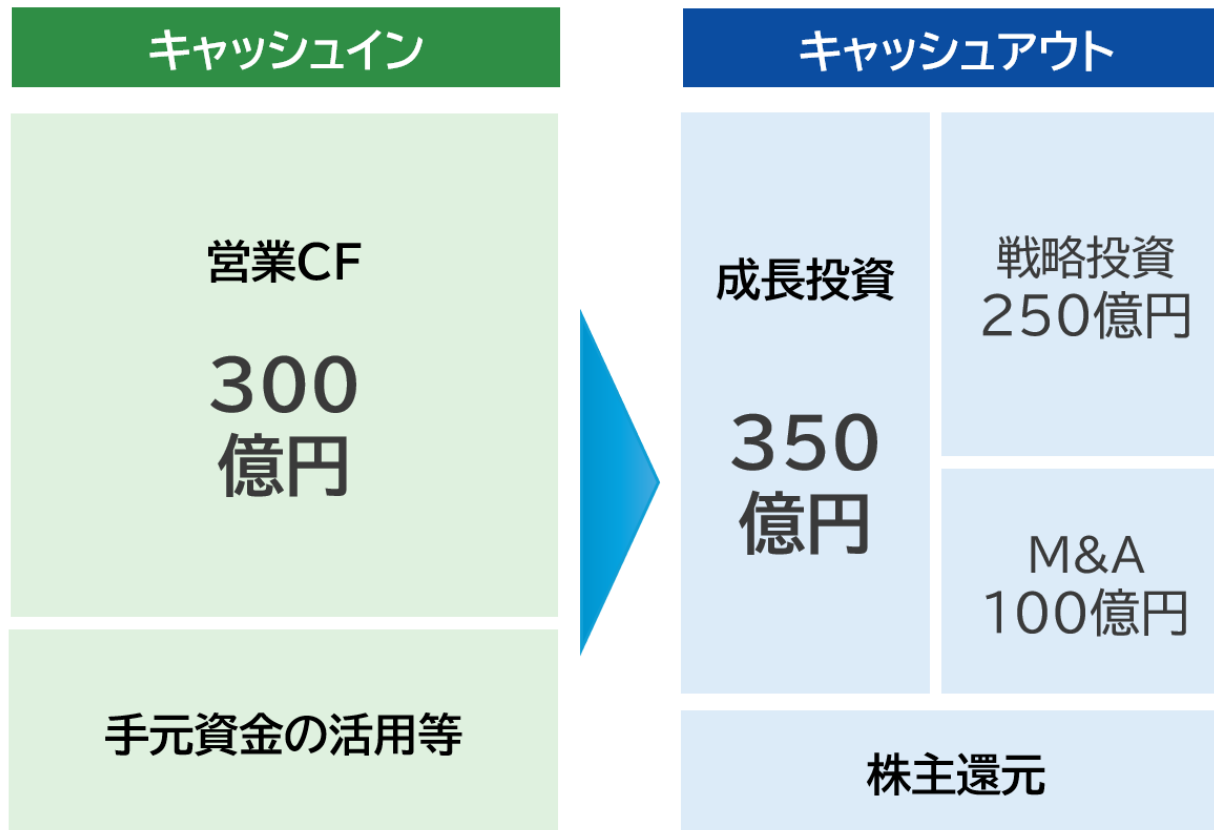 キャッシュイン
営業CF
300
億円
手元資金の活用等
キャッシュアウト
成長投資
350
億円
戦略投資
250億円
M&A
100億円
株主還元